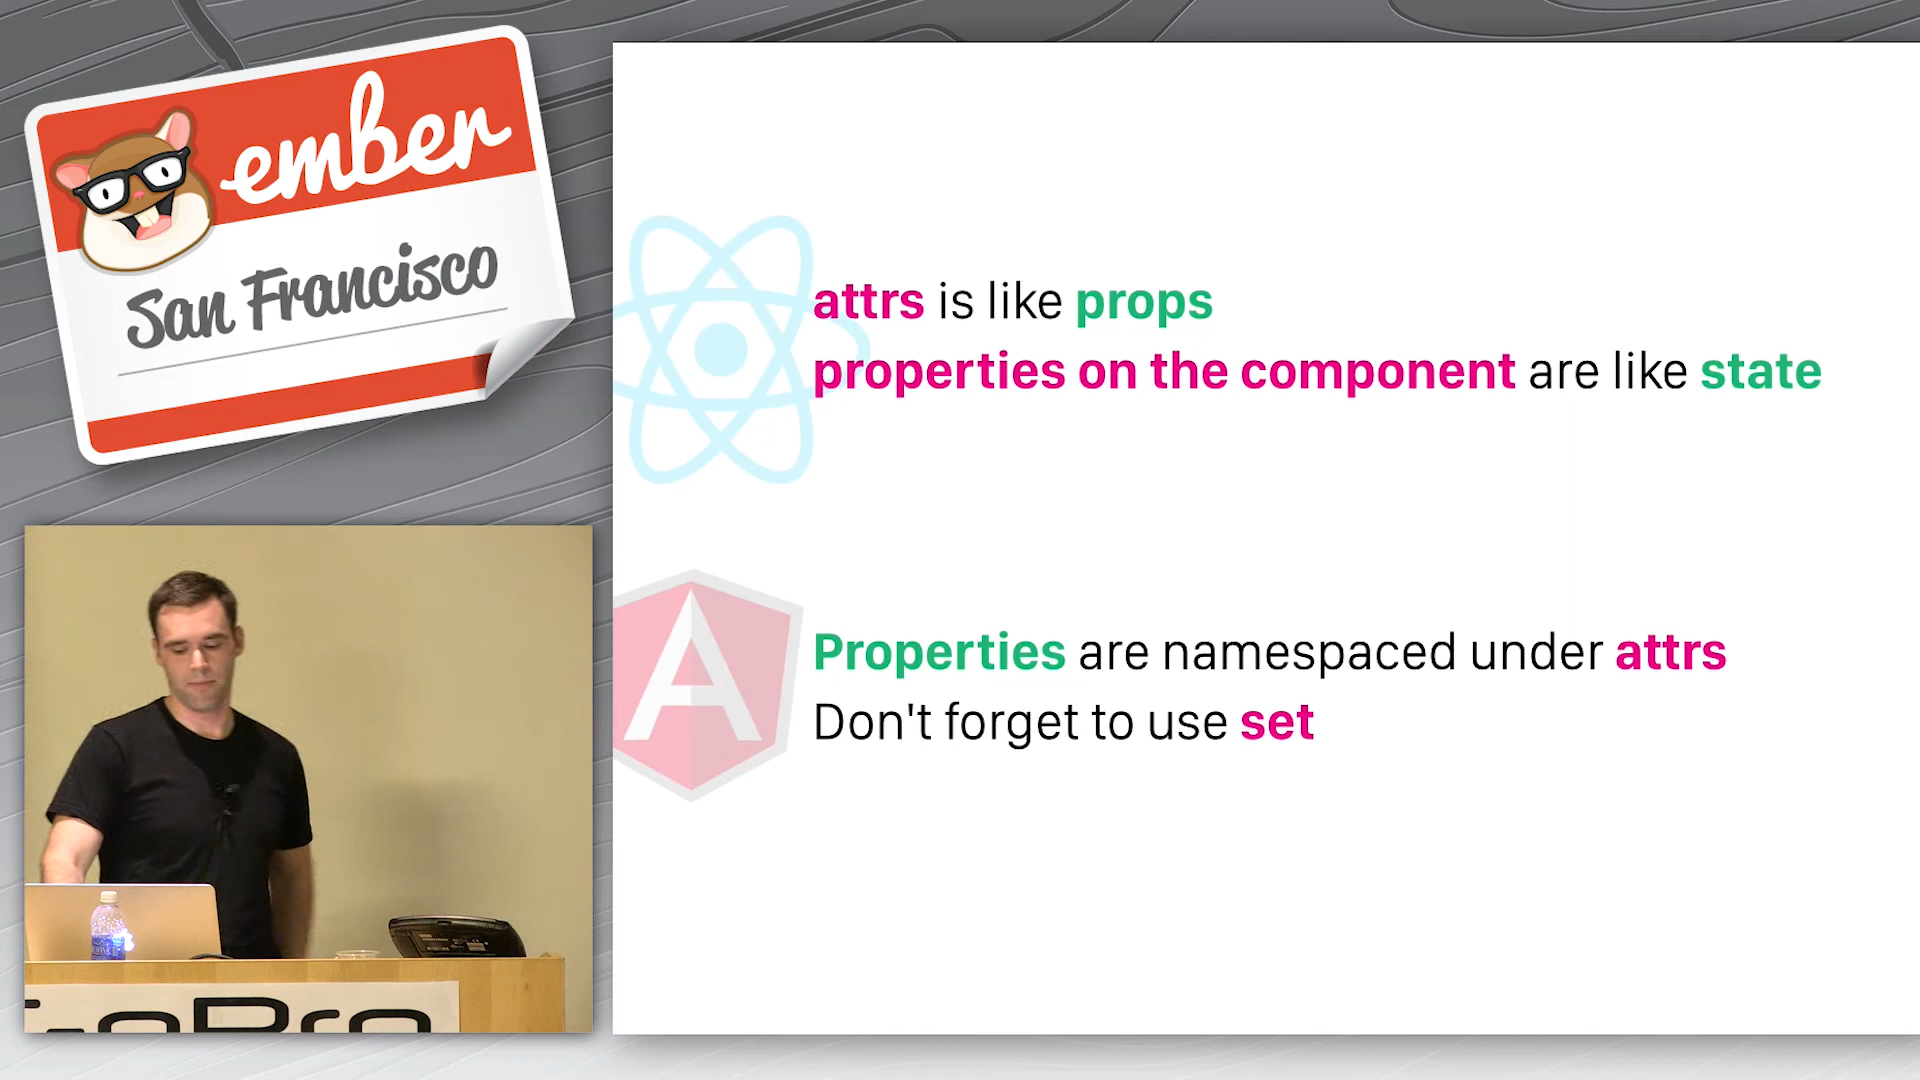 ember
San Francisco
attrs is like props
properties on the component are like state
Properties are namespaced under attrs
Don't forget to use set
GoPro